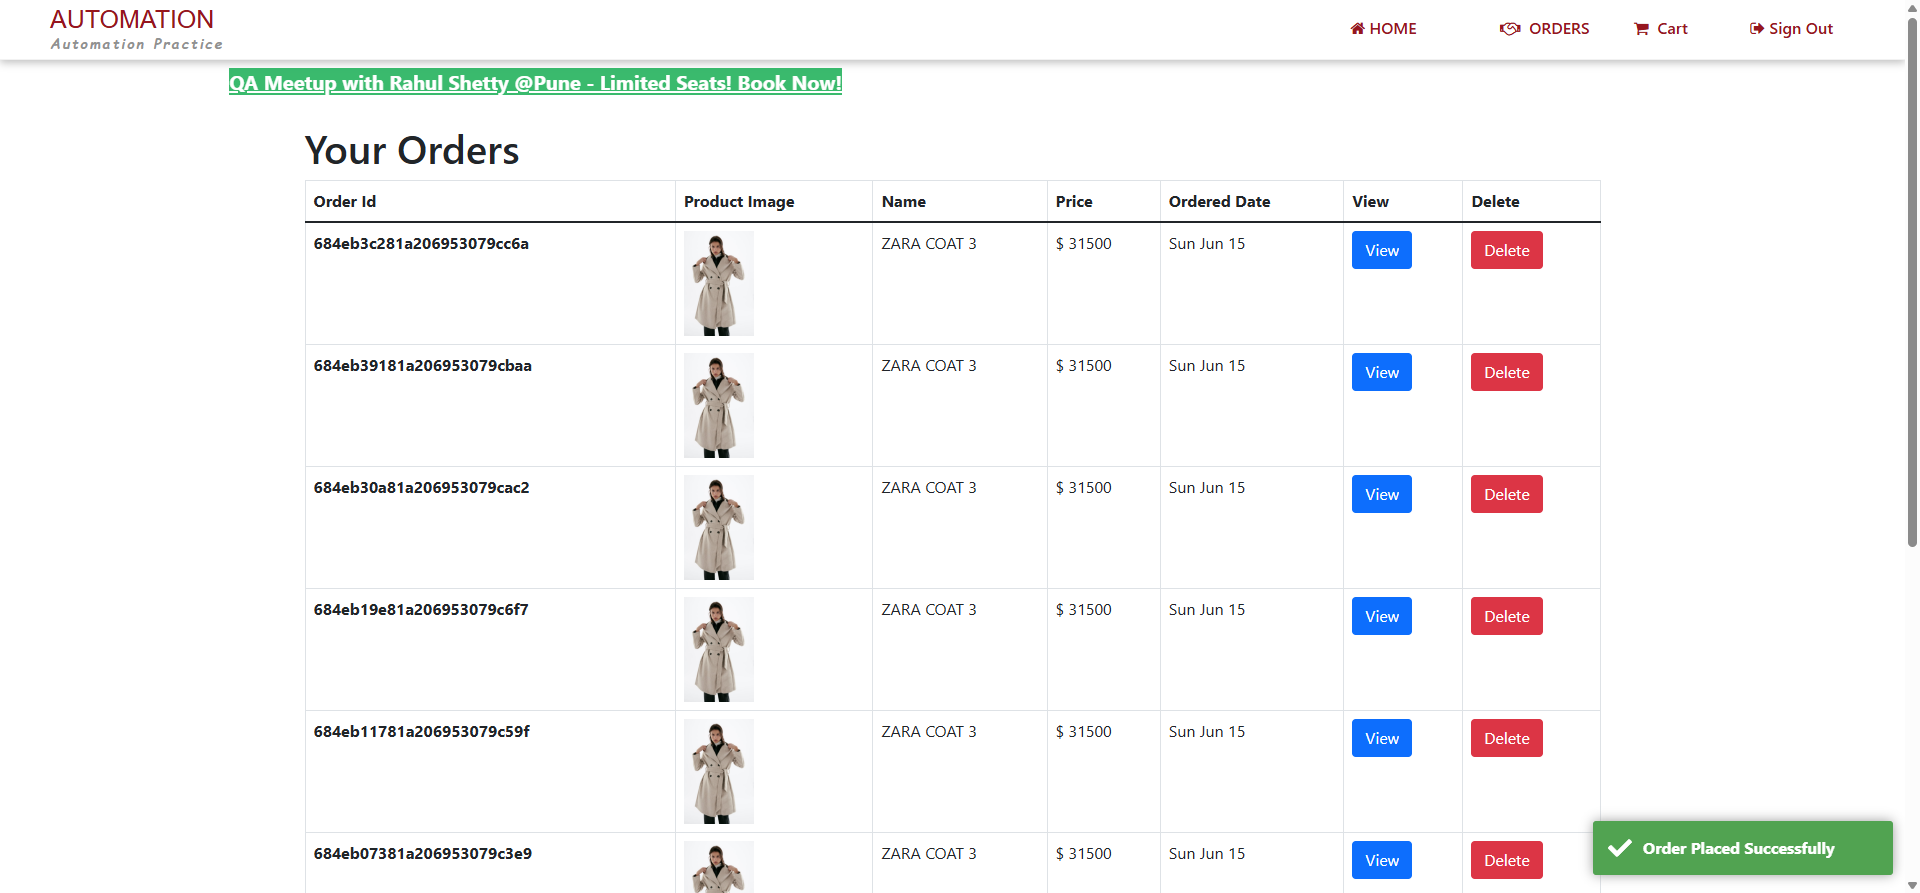 AUTOMATION
Automation Practice
HOME ORDERS Cart Sign Out
QA Meetup with Rahul Shetty @Pune - Limited Seats! Book Now!
Your Orders
Order Id Product Image Name Price Ordered Date View Delete
684eb3c281a206953079cc6a ZARA COAT 3 $ 31500 Sun Jun 15 View Delete
684eb39181a206953079cbaa ZARA COAT 3 $ 31500 Sun Jun 15 View Delete
684eb30a81a206953079cac2 ZARA COAT 3 $ 31500 Sun Jun 15 View Delete
684eb19e81a206953079c6f7 ZARA COAT 3 $ 31500 Sun Jun 15 View Delete
684eb11781a206953079c59f ZARA COAT 3 $ 31500 Sun Jun 15 View Delete
684eb07381a206953079c3e9 ZARA COAT 3 $ 31500 Sun Jun 15 View Delete
Order Placed Successfully